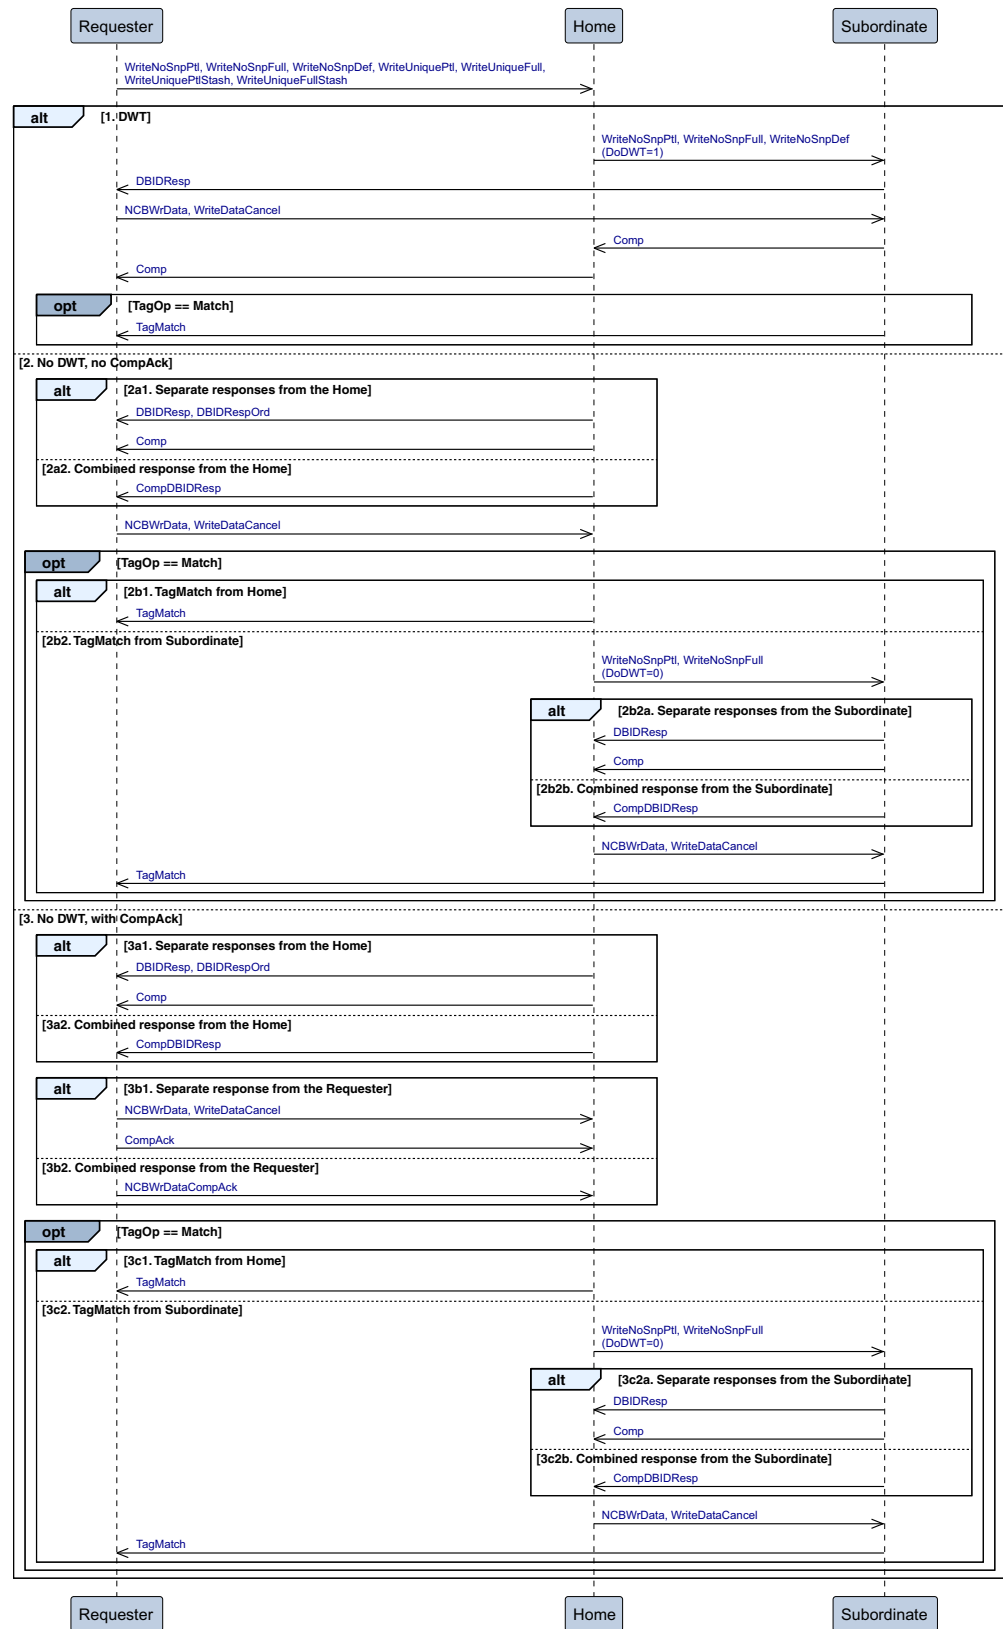 Requester
Home
Subordinate
WriteNoSnpPtl, WriteNoSnpFull, WriteNoSnpDef, WriteUniquePtl, WriteUniqueFull,
WriteUniquePtlStash, WriteUniqueFullStash
alt
[1. DWT]
WriteNoSnpPtl, WriteNoSnpFull, WriteNoSnpDef
(DoDWT=1)
DBIDResp
NCBWrData, WriteDataCancel
Comp
Comp
opt
[TagOp == Match]
TagMatch
[2. No DWT, no CompAck]
alt
[2a1. Separate responses from the Home]
DBIDResp, DBIDRespOrd
Comp
[2a2. Combined response from the Home]
CompDBIDResp
NCBWrData, WriteDataCancel
opt
[TagOp == Match]
alt
[2b1. TagMatch from Home]
TagMatch
[2b2. TagMatch from Subordinate]
WriteNoSnpPtl, WriteNoSnpFull
(DoDWT=0)
alt
[2b2a. Separate responses from the Subordinate]
DBIDResp
Comp
[2b2b. Combined response from the Subordinate]
CompDBIDResp
NCBWrData, WriteDataCancel
TagMatch
[3. No DWT, with CompAck]
alt
[3a1. Separate responses from the Home]
DBIDResp, DBIDRespOrd
Comp
[3a2. Combined response from the Home]
CompDBIDResp
alt
[3b1. Separate response from the Requester]
NCBWrData, WriteDataCancel
CompAck
[3b2. Combined response from the Requester]
NCBWrDataCompAck
opt
[TagOp == Match]
alt
[3c1. TagMatch from Home]
TagMatch
[3c2. TagMatch from Subordinate]
WriteNoSnpPtl, WriteNoSnpFull
(DoDWT=0)
alt
[3c2a. Separate responses from the Subordinate]
DBIDResp
Comp
[3c2b. Combined response from the Subordinate]
CompDBIDResp
NCBWrData, WriteDataCancel
TagMatch
Requester
Home
Subordinate